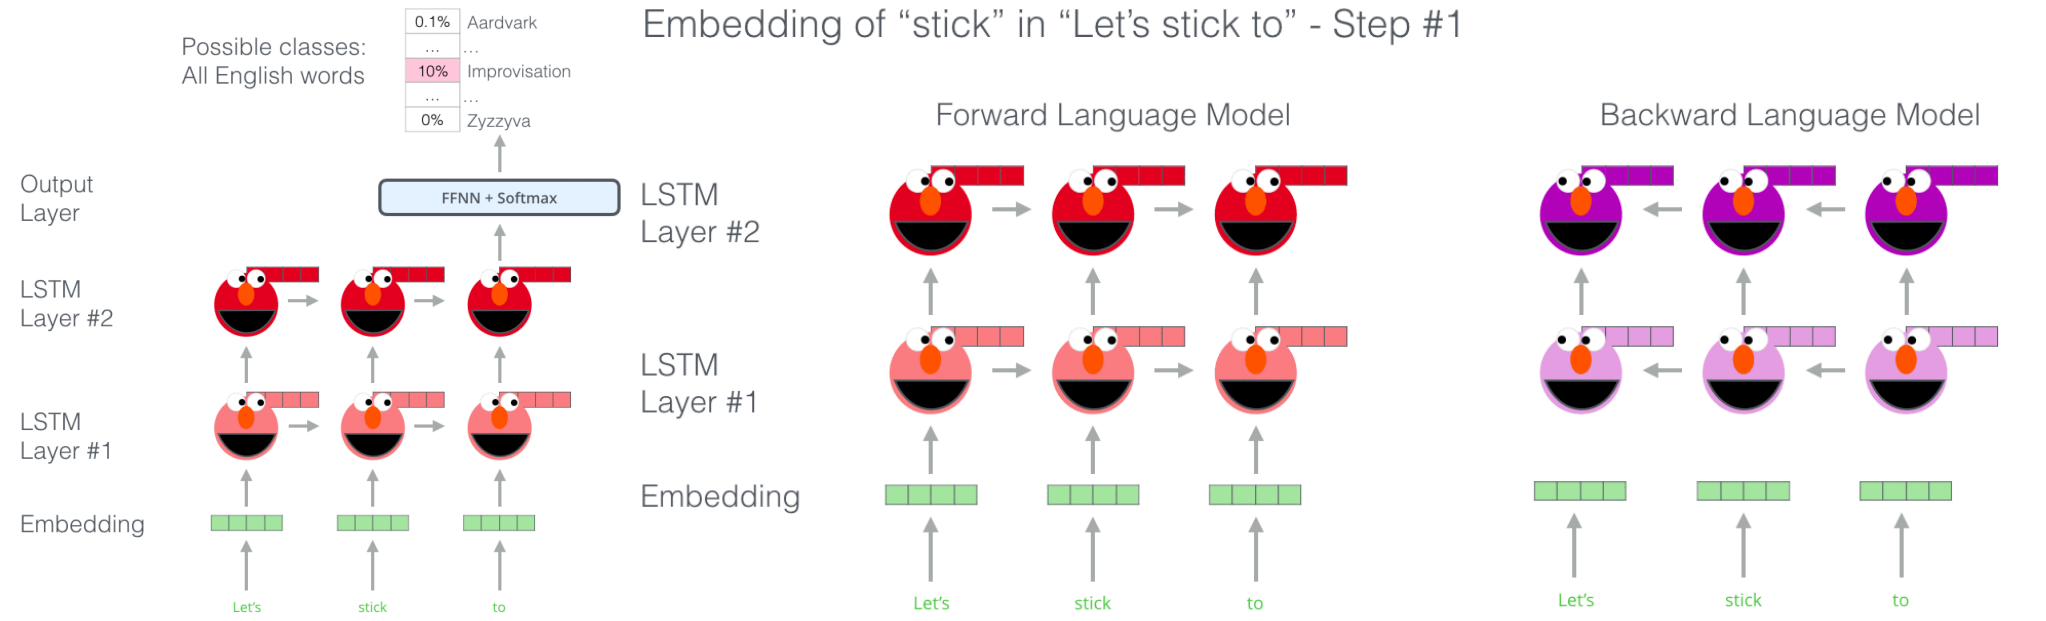 0.1% Aardvark
... ...
10% Improvisation
... ...
0% Zyzzyva
Possible classes:
All English words
Output
Layer
FFNN + Softmax
LSTM
Layer #2
LSTM
Layer #1
Embedding
Let's stick to
Embedding of “stick” in “Let’s stick to” - Step #1
Forward Language Model
Backward Language Model
LSTM
Layer #2
LSTM
Layer #1
Embedding
Let's stick to
Let's stick to